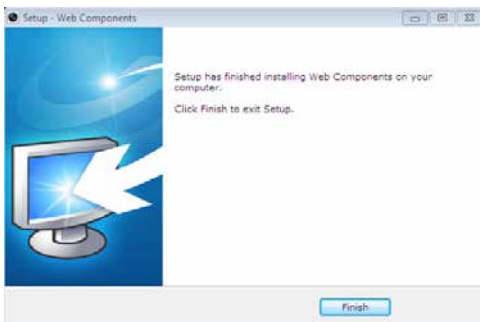 Setup - Web Components
Setup has finished installing Web Components on your
computer.
Click Finish to exit Setup.
Finish